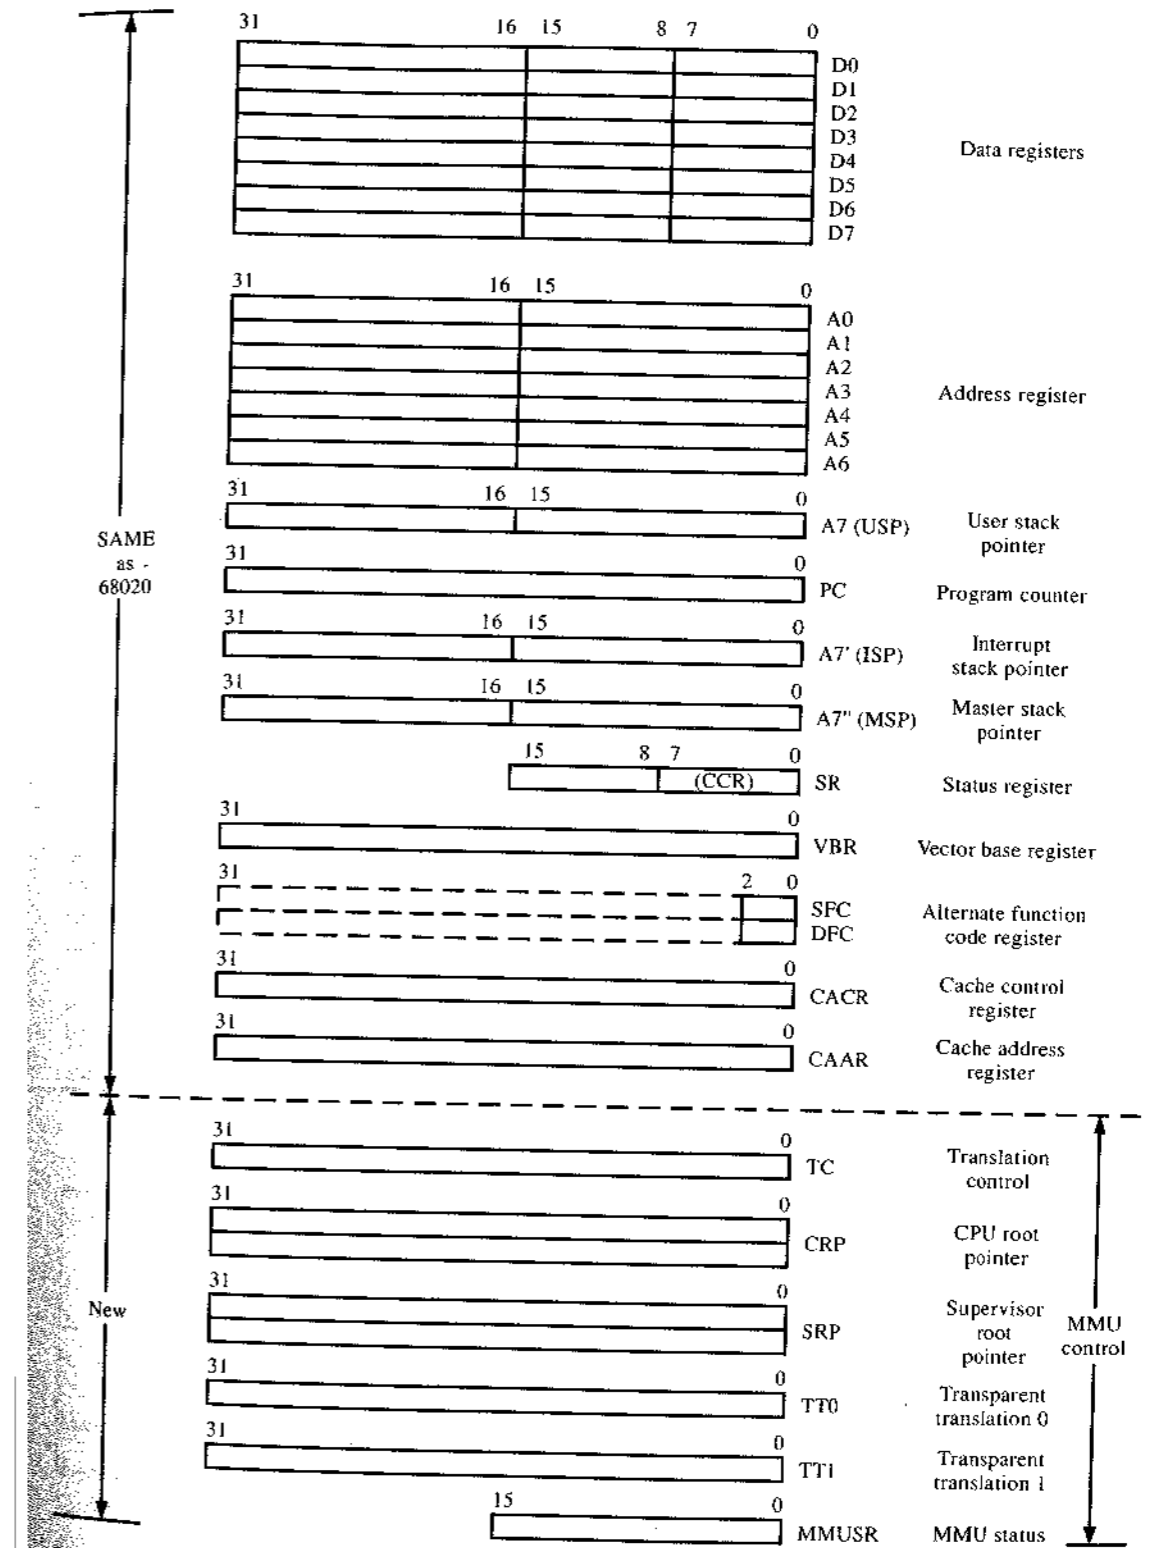 31 16 15 8 7 0
D0
D1
D2
D3
D4
D5
D6
D7
Data registers
31 16 15 0
A0
A1
A2
A3
A4
A5
A6
Address register
31 16 15 0
A7 (USP)
User stack
pointer
SAME
as -
68020
31 0
PC
Program counter
31 16 15 0
A7' (ISP)
Interrupt
stack pointer
31 16 15 0
A7" (MSP)
Master stack
pointer
15 8 7 0
(CCR)
SR
Status register
31 0
VBR
Vector base register
31 2 0
SFC
DFC
Alternate function
code register
31 0
CACR
Cache control
register
31 0
CAAR
Cache address
register
31 0
TC
Translation
control
31 0
CRP
CPU root
pointer
New
31 0
SRP
Supervisor
root
pointer
MMU
control
31 0
TT0
Transparent
translation 0
31 0
TT1
Transparent
translation 1
15 0
MMUSR
MMU status